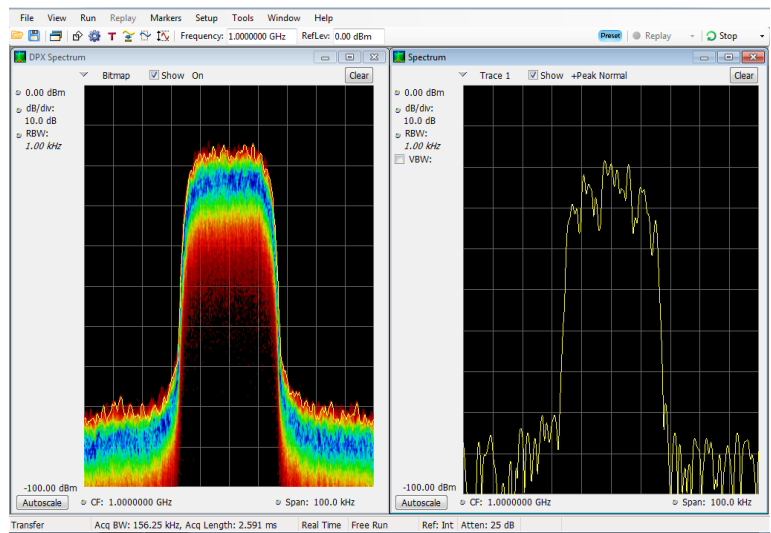 File View Run Replay Markers Setup Tools Window Help
T Frequency: 1.0000000 GHz RefLev: 0.00 dBm Preset Replay Stop
DPX Spectrum
Bitmap Show On Clear
0.00 dBm
dB/div:
10.0 dB
RBW:
1.00 kHz
-100.00 dBm
Autoscale CF: 1.0000000 GHz Span: 100.0 kHz
Spectrum
Trace 1 Show +Peak Normal Clear
0.00 dBm
dB/div:
10.0 dB
RBW:
1.00 kHz
VBW:
-100.00 dBm
Autoscale CF: 1.0000000 GHz Span: 100.0 kHz
Transfer Acq BW: 156.25 kHz, Acq Length: 2.591 ms Real Time Free Run Ref: Int Atten: 25 dB